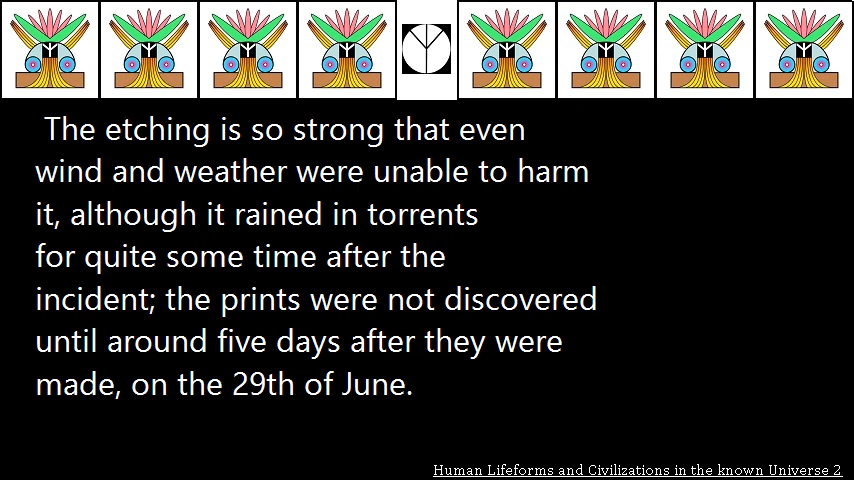 The etching is so strong that even
wind and weather were unable to harm
it, although it rained in torrents
for quite some time after the
incident; the prints were not discovered
until around five days after they were
made, on the 29th of June.
Human Lifeforms and Civilizations in the known Universe 2